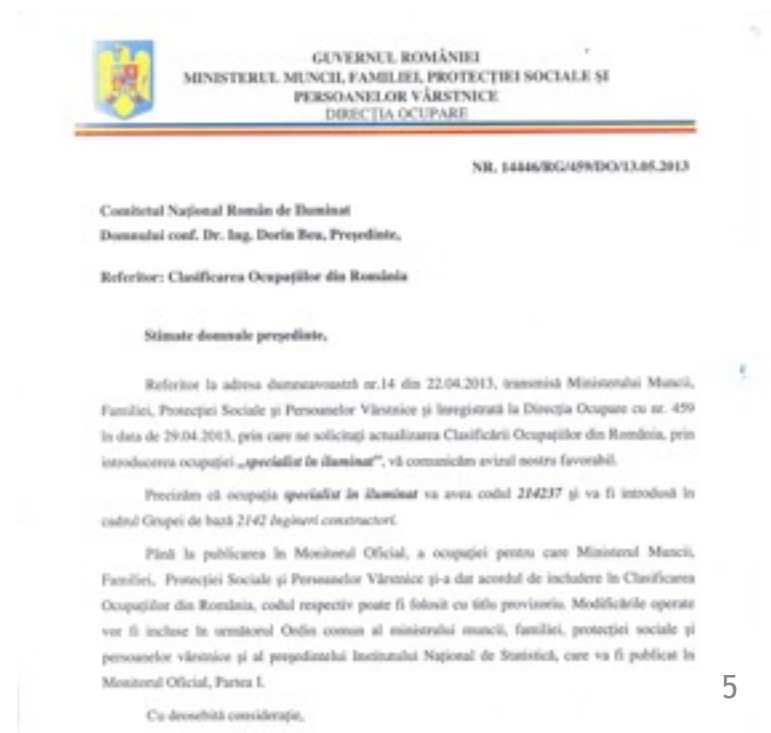 GUVERNUL ROMÂNIEI
MINISTERUL MUNCII, FAMILIEI, PROTECȚIEI SOCIALE ȘI
PERSOANELOR VÂRSTNICE
DIRECȚIA OCUPARE
NR. 14446/RG/459/DO/13.05.2013
Comitetul Național Român de Iluminat
Domnului conf. Dr. Ing. Dorin Beu, Președinte,
Referitor: Clasificarea Ocupațiilor din România
Stimate domnule președinte,
Referitor la adresa dumneavoastră nr.14 din 22.04.2013, transmisă Ministerului Muncii,
Familiei, Protecției Sociale și Persoanelor Vârstnice și înregistrată la Direcția Ocupare cu nr. 459
în data de 29.04.2013, prin care ne solicitați actualizarea Clasificării Ocupațiilor din România, prin
introducerea ocupației „specialist în iluminat”, vă comunicăm avizul nostru favorabil.
Precizăm că ocupația specialist în iluminat va avea codul 214237 și va fi introdusă în
cadrul Grupei de bază 2142 Ingineri constructori.
Până la publicarea în Monitorul Oficial, a ocupației pentru care Ministerul Muncii,
Familiei, Protecției Sociale și Persoanelor Vârstnice și-a dat acordul de includere în Clasificarea
Ocupațiilor din România, codul respectiv poate fi folosit cu titlu provizoriu. Modificările operate
vor fi incluse în următorul Ordin comun al ministrului muncii, familiei, protecției sociale și
persoanelor vârstnice și al președintelui Institutului Național de Statistică, care va fi publicat în
Monitorul Oficial, Partea I.
Cu deosebită considerație,
5